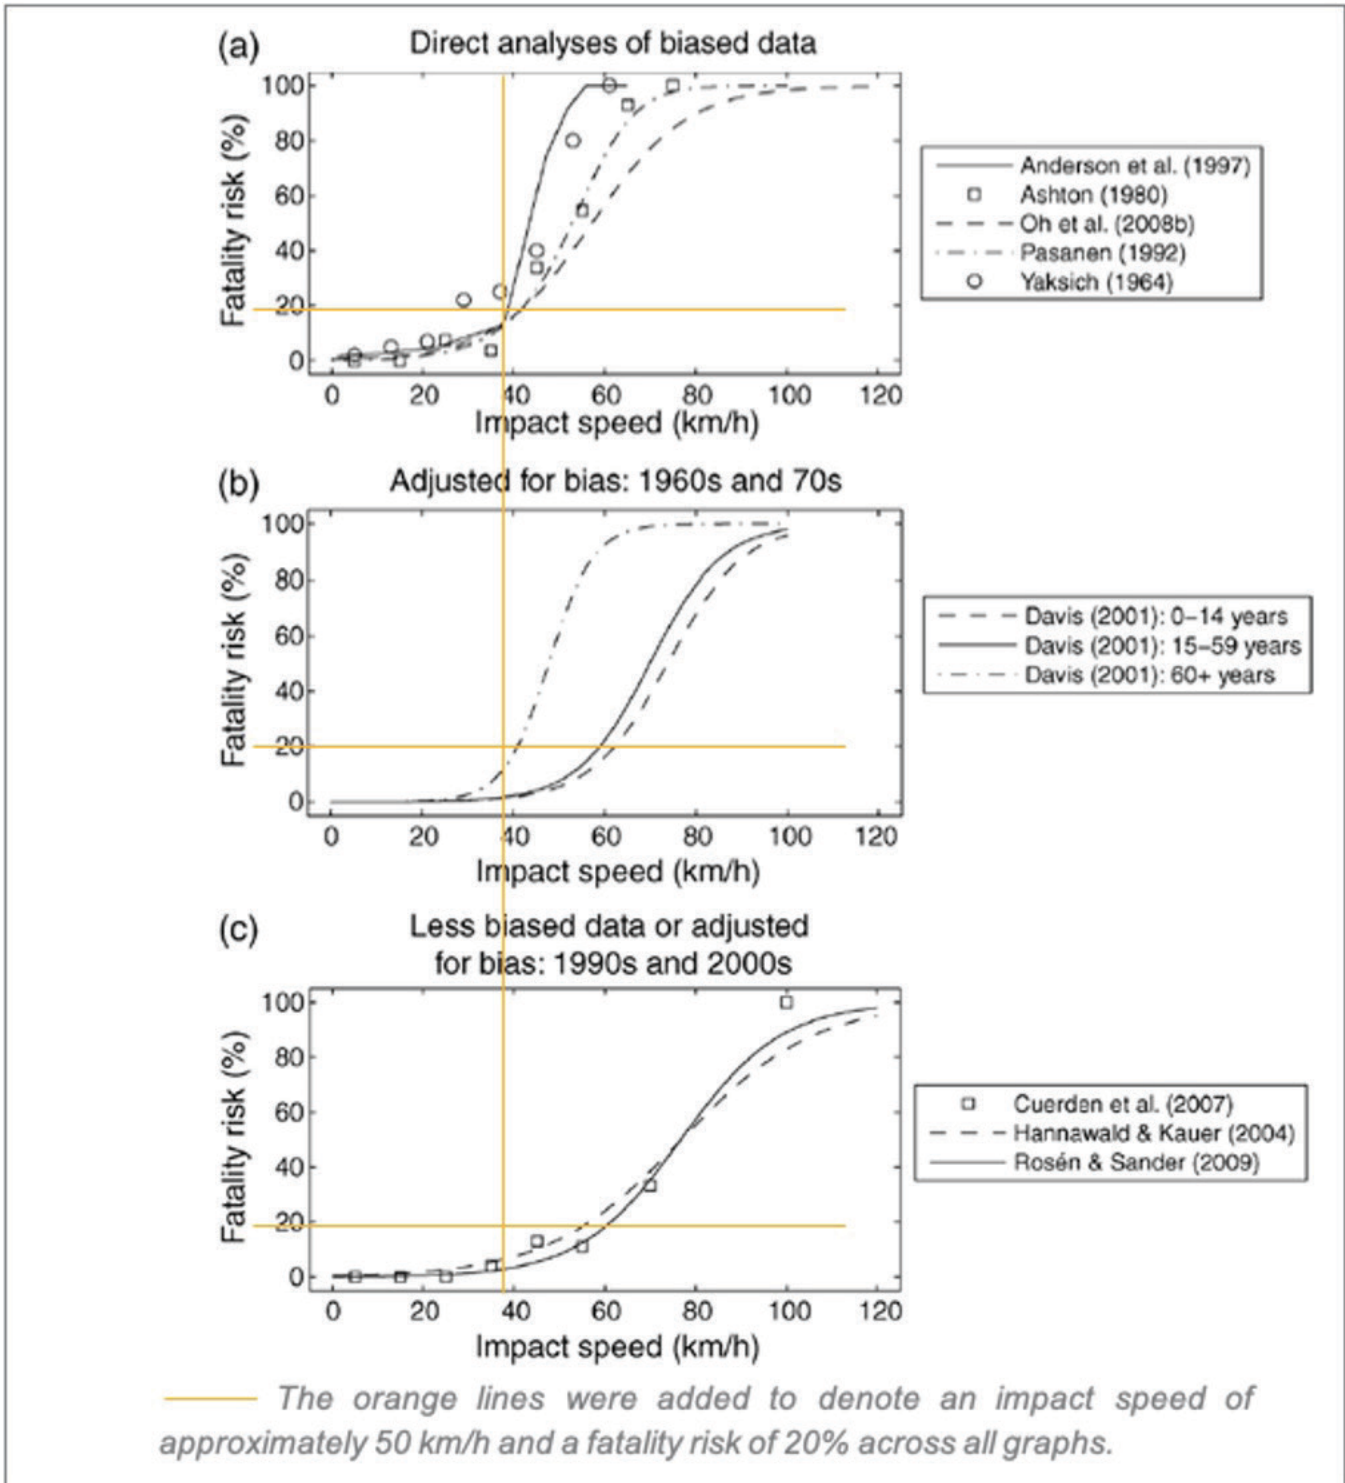 (a) Direct analyses of biased data
Fatality risk (%)
100
80
60
40
20
0
0 20 40 60 80 100 120
Impact speed (km/h)
Anderson et al. (1997)
Ashton (1980)
Oh et al. (2008b)
Pasanen (1992)
Yaksich (1964)
(b) Adjusted for bias: 1960s and 70s
Fatality risk (%)
100
80
60
40
20
0
0 20 40 60 80 100 120
Impact speed (km/h)
Davis (2001): 0–14 years
Davis (2001): 15–59 years
Davis (2001): 60+ years
(c) Less biased data or adjusted
for bias: 1990s and 2000s
Fatality risk (%)
100
80
60
40
20
0
0 20 40 60 80 100 120
Impact speed (km/h)
Cuerden et al. (2007)
Hannawald & Kauer (2004)
Rosén & Sander (2009)
The orange lines were added to denote an impact speed of
approximately 50 km/h and a fatality risk of 20% across all graphs.